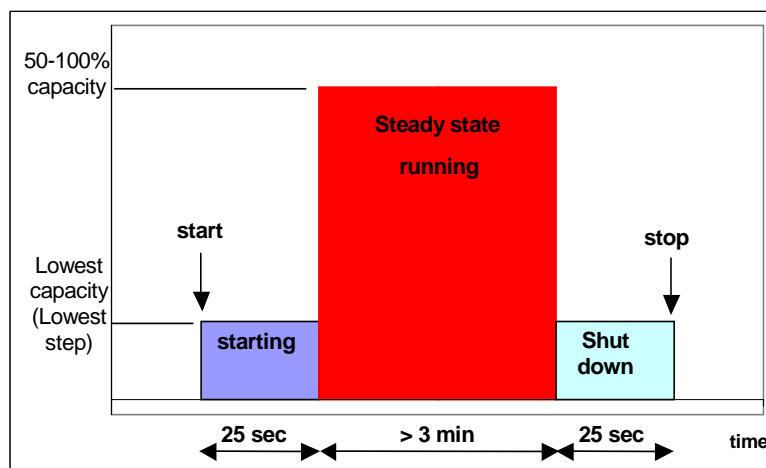 50-100%
capacity
Steady state
running
start
stop
Lowest
capacity
(Lowest
step)
starting
Shut
down
25 sec
> 3 min
25 sec
time